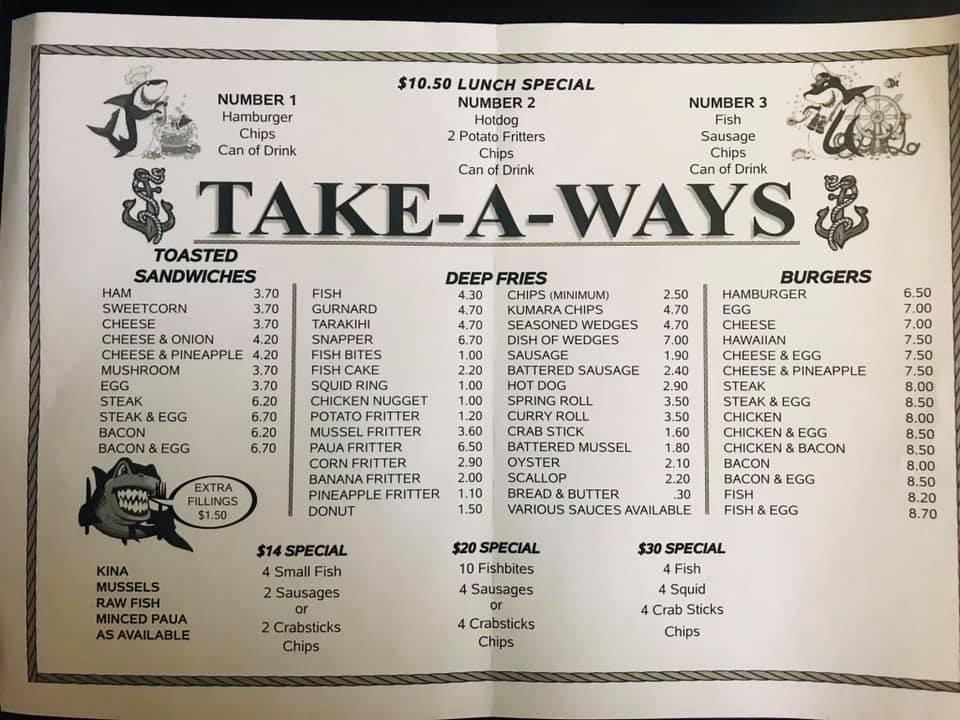 $10.50 LUNCH SPECIAL
NUMBER 1
Hamburger
Chips
Can of Drink
NUMBER 2
Hotdog
2 Potato Fritters
Chips
Can of Drink
NUMBER 3
Fish
Sausage
Chips
Can of Drink
TAKE-A-WAYS
TOASTED
SANDWICHES
HAM 3.70
SWEETCORN 3.70
CHEESE 3.70
CHEESE & ONION 4.20
CHEESE & PINEAPPLE 4.20
MUSHROOM 3.70
EGG 3.70
STEAK 6.20
STEAK & EGG 6.70
BACON 6.20
BACON & EGG 6.70
EXTRA
FILLINGS
$1.50
DEEP FRIES
FISH 4.30
GURNARD 4.70
TARAKIHI 4.70
SNAPPER 6.70
FISH BITES 1.00
FISH CAKE 2.20
SQUID RING 1.00
CHICKEN NUGGET 1.00
POTATO FRITTER 1.20
MUSSEL FRITTER 3.60
PAUA FRITTER 6.50
CORN FRITTER 2.90
BANANA FRITTER 2.00
PINEAPPLE FRITTER 1.10
DONUT 1.50
CHIPS (MINIMUM) 2.50
KUMARA CHIPS 4.70
SEASONED WEDGES 4.70
DISH OF WEDGES 7.00
SAUSAGE 1.90
BATTERED SAUSAGE 2.40
HOT DOG 2.90
SPRING ROLL 3.50
CURRY ROLL 3.50
CRAB STICK 1.60
BATTERED MUSSEL 1.80
OYSTER 2.10
SCALLOP 2.20
BREAD & BUTTER .30
VARIOUS SAUCES AVAILABLE
BURGERS
HAMBURGER 6.50
EGG 7.00
CHEESE 7.00
HAWAIIAN 7.50
CHEESE & EGG 7.50
CHEESE & PINEAPPLE 7.50
STEAK 8.00
STEAK & EGG 8.50
CHICKEN 8.00
CHICKEN & EGG 8.50
CHICKEN & BACON 8.50
BACON 8.00
BACON & EGG 8.50
FISH 8.20
FISH & EGG 8.70
KINA
MUSSELS
RAW FISH
MINCED PAUA
AS AVAILABLE
$14 SPECIAL
4 Small Fish
2 Sausages
or
2 Crabsticks
Chips
$20 SPECIAL
10 Fishbites
4 Sausages
or
4 Crabsticks
Chips
$30 SPECIAL
4 Fish
4 Squid
4 Crab Sticks
Chips